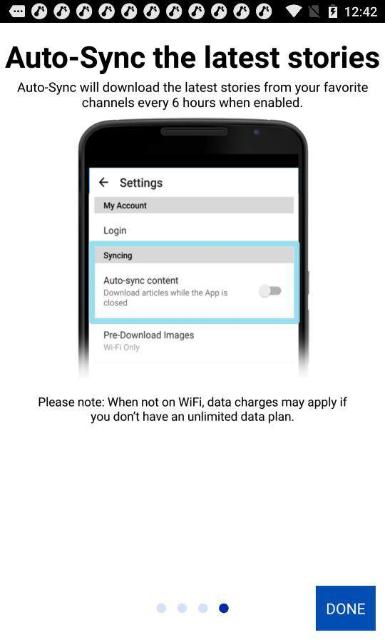 12:42
Auto-Sync the latest stories
Auto-Sync will download the latest stories from your favorite
channels every 6 hours when enabled.
Settings
My Account
Login
Syncing
Auto-sync content
Download articles while the App is
closed
Pre-Download Images
Wi-Fi Only
Please note: When not on WiFi, data charges may apply if
you don't have an unlimited data plan.
DONE